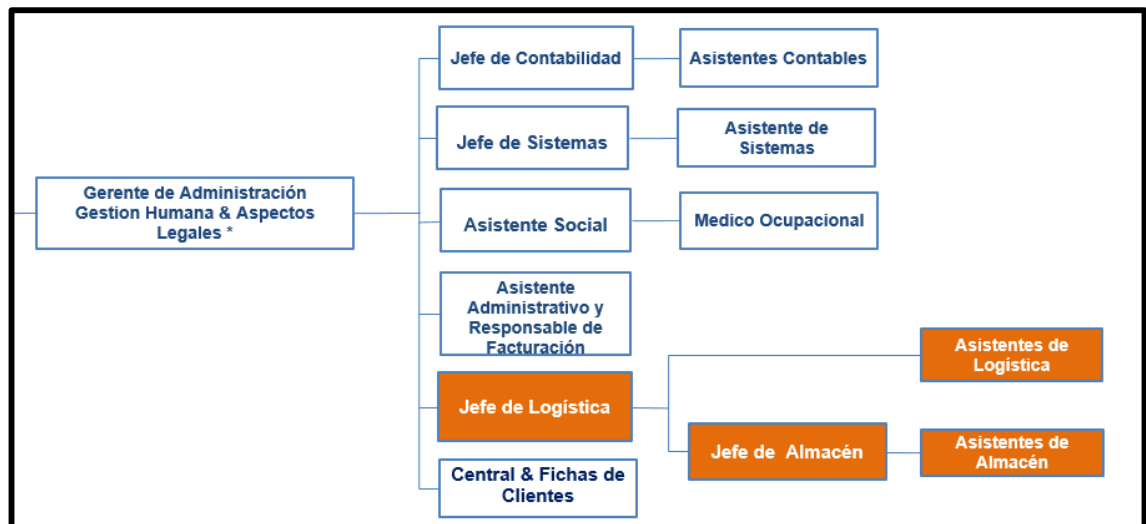 Jefe de Contabilidad
Asistentes Contables
Jefe de Sistemas
Asistente de
Sistemas
Gerente de Administración
Gestion Humana & Aspectos
Legales *
Asistente Social
Medico Ocupacional
Asistente
Administrativo y
Responsable de
Facturación
Asistentes de
Logística
Jefe de Logística
Jefe de Almacén
Asistentes de
Almacén
Central & Fichas de
Clientes